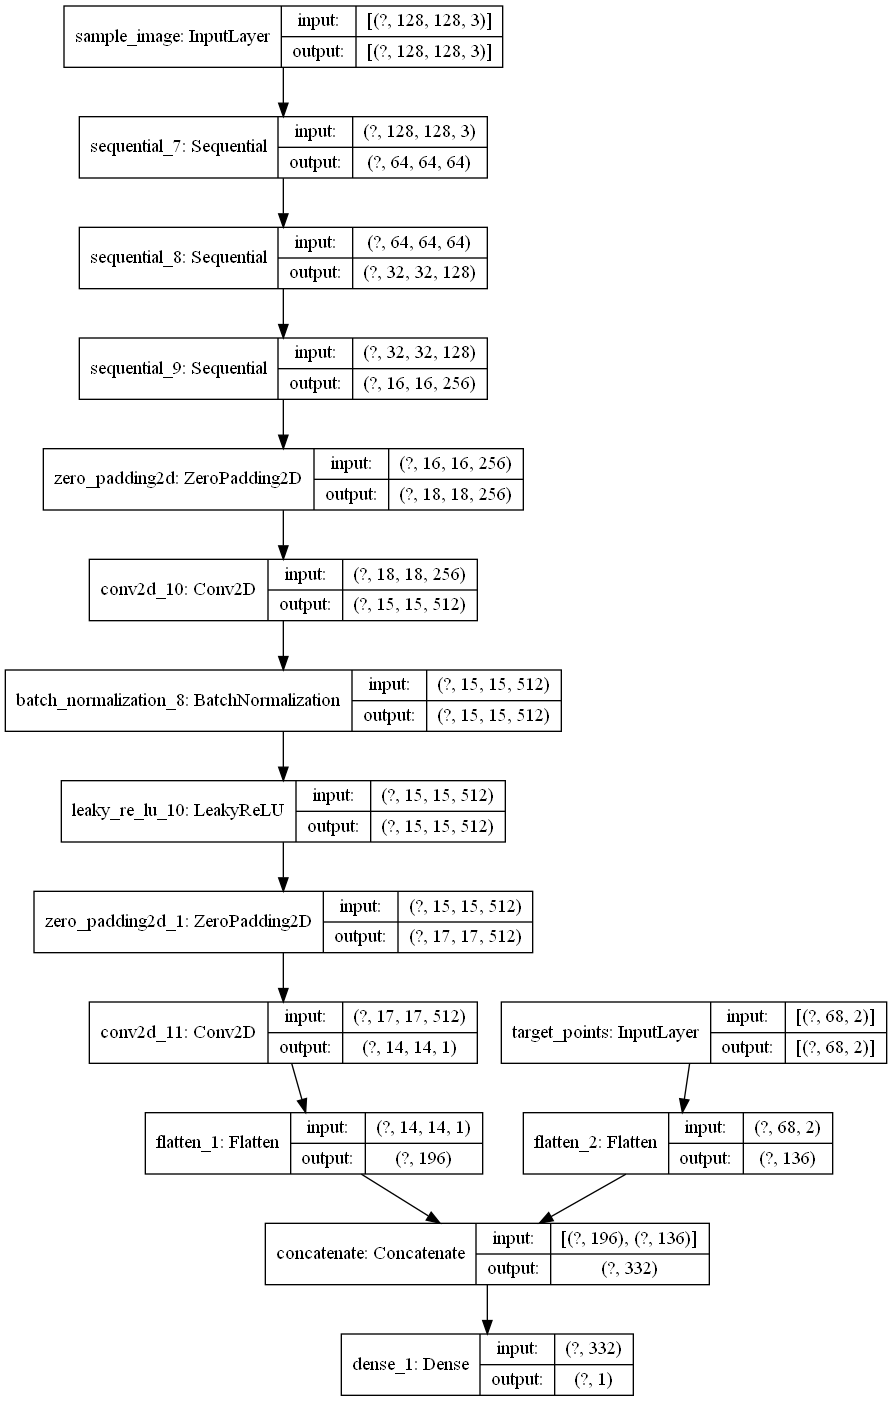 sample_image: InputLayer
input:
[(?, 128, 128, 3)]
output:
[(?, 128, 128, 3)]
sequential_7: Sequential
input:
(?, 128, 128, 3)
output:
(?, 64, 64, 64)
sequential_8: Sequential
input:
(?, 64, 64, 64)
output:
(?, 32, 32, 128)
sequential_9: Sequential
input:
(?, 32, 32, 128)
output:
(?, 16, 16, 256)
zero_padding2d: ZeroPadding2D
input:
(?, 16, 16, 256)
output:
(?, 18, 18, 256)
conv2d_10: Conv2D
input:
(?, 18, 18, 256)
output:
(?, 15, 15, 512)
batch_normalization_8: BatchNormalization
input:
(?, 15, 15, 512)
output:
(?, 15, 15, 512)
leaky_re_lu_10: LeakyReLU
input:
(?, 15, 15, 512)
output:
(?, 15, 15, 512)
zero_padding2d_1: ZeroPadding2D
input:
(?, 15, 15, 512)
output:
(?, 17, 17, 512)
conv2d_11: Conv2D
input:
(?, 17, 17, 512)
output:
(?, 14, 14, 1)
target_points: InputLayer
input:
[(?, 68, 2)]
output:
[(?, 68, 2)]
flatten_1: Flatten
input:
(?, 14, 14, 1)
output:
(?, 196)
flatten_2: Flatten
input:
(?, 68, 2)
output:
(?, 136)
concatenate: Concatenate
input:
[(?, 196), (?, 136)]
output:
(?, 332)
dense_1: Dense
input:
(?, 332)
output:
(?, 1)